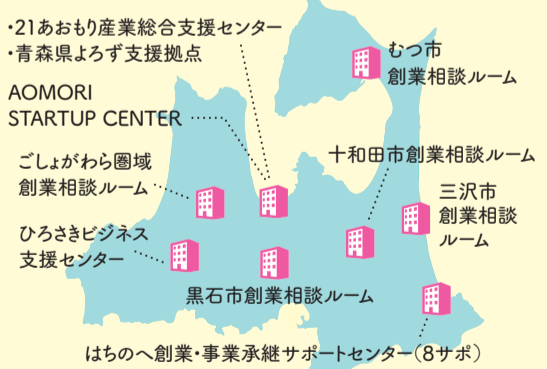 ・21あおもり産業総合支援センター
・青森県よろず支援拠点
AOMORI
STARTUP CENTER
ごしょがわら圏域
創業相談ルーム
ひろさきビジネス
支援センター
黒石市創業相談ルーム
むつ市
創業相談ルーム
十和田市創業相談ルーム
三沢市
創業相談
ルーム
はちのへ創業・事業承継サポートセンター(8サポ)